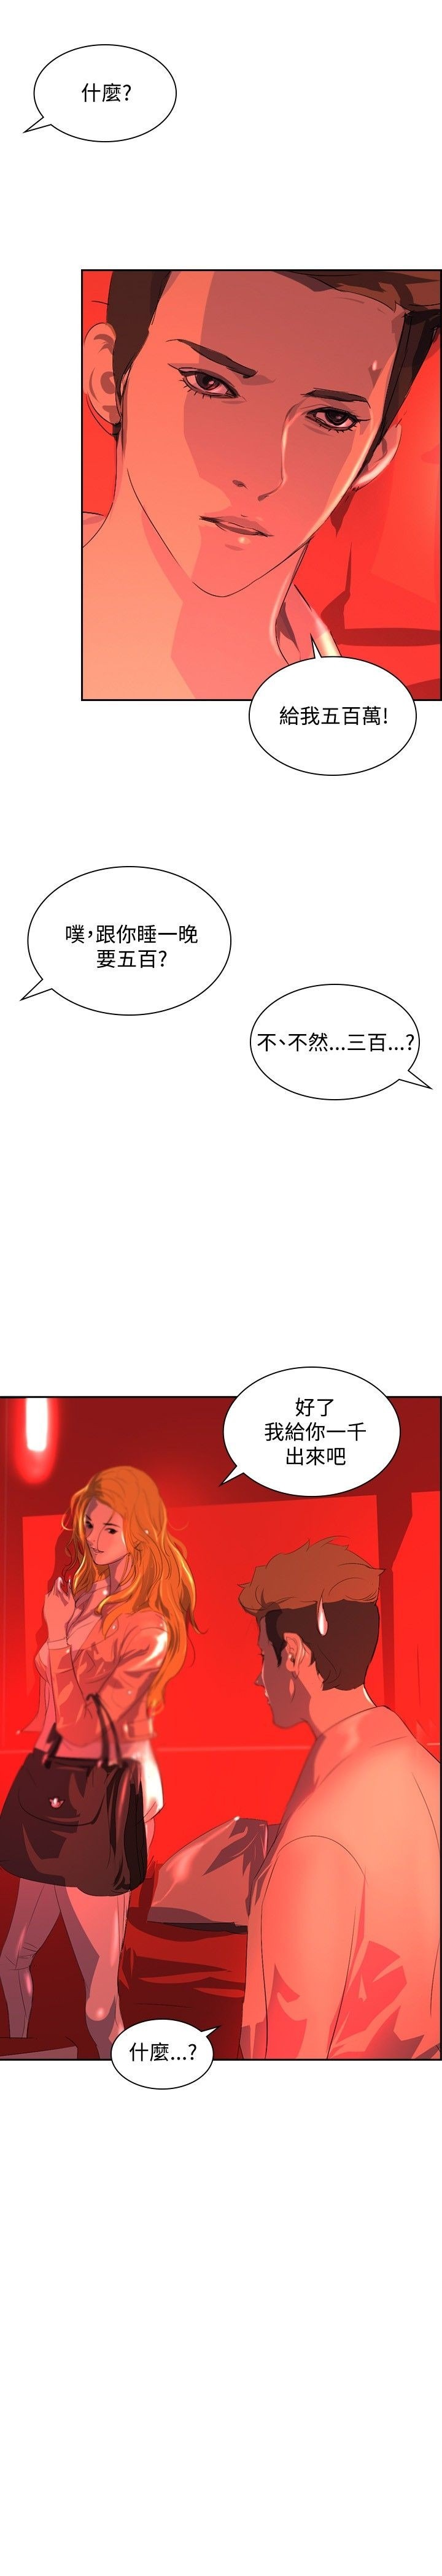 什麼?
給我五百萬!
噗，跟你睡一晚
要五百?
不、不然...三百...?
好了
我給你一千
出來吧
什麼...?